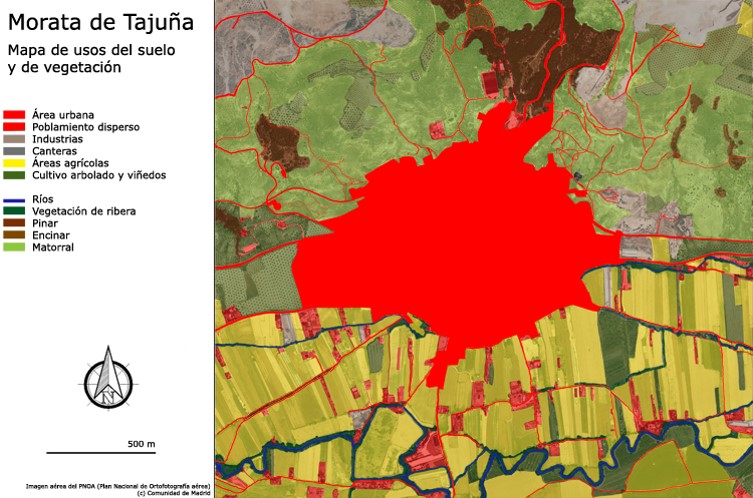 Morata de Tajuña
Mapa de usos del suelo
y de vegetación
Área urbana
Poblamiento disperso
Industrias
Canteras
Áreas agrícolas
Cultivo arbolado y viñedos
Ríos
Vegetación de ribera
Pinar
Encinar
Matorral
N
500 m
Imagen aérea del PNOA (Plan Nacional de Ortofotografía aérea)
(c) Comunidad de Madrid